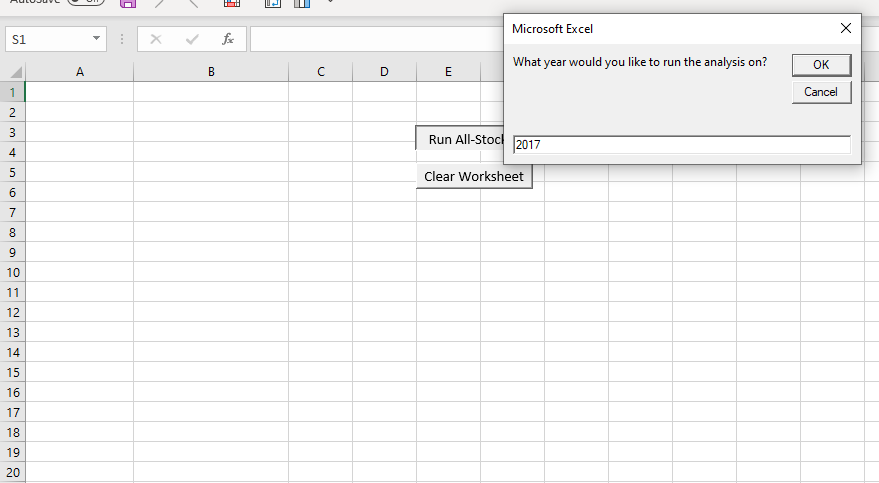 AutoSave Off
Microsoft Excel
S1
fx
What year would you like to run the analysis on?
OK
Cancel
2017
A B C D E
1
2
3
Run All-Stock
4
5
Clear Worksheet
6
7
8
9
10
11
12
13
14
15
16
17
18
19
20